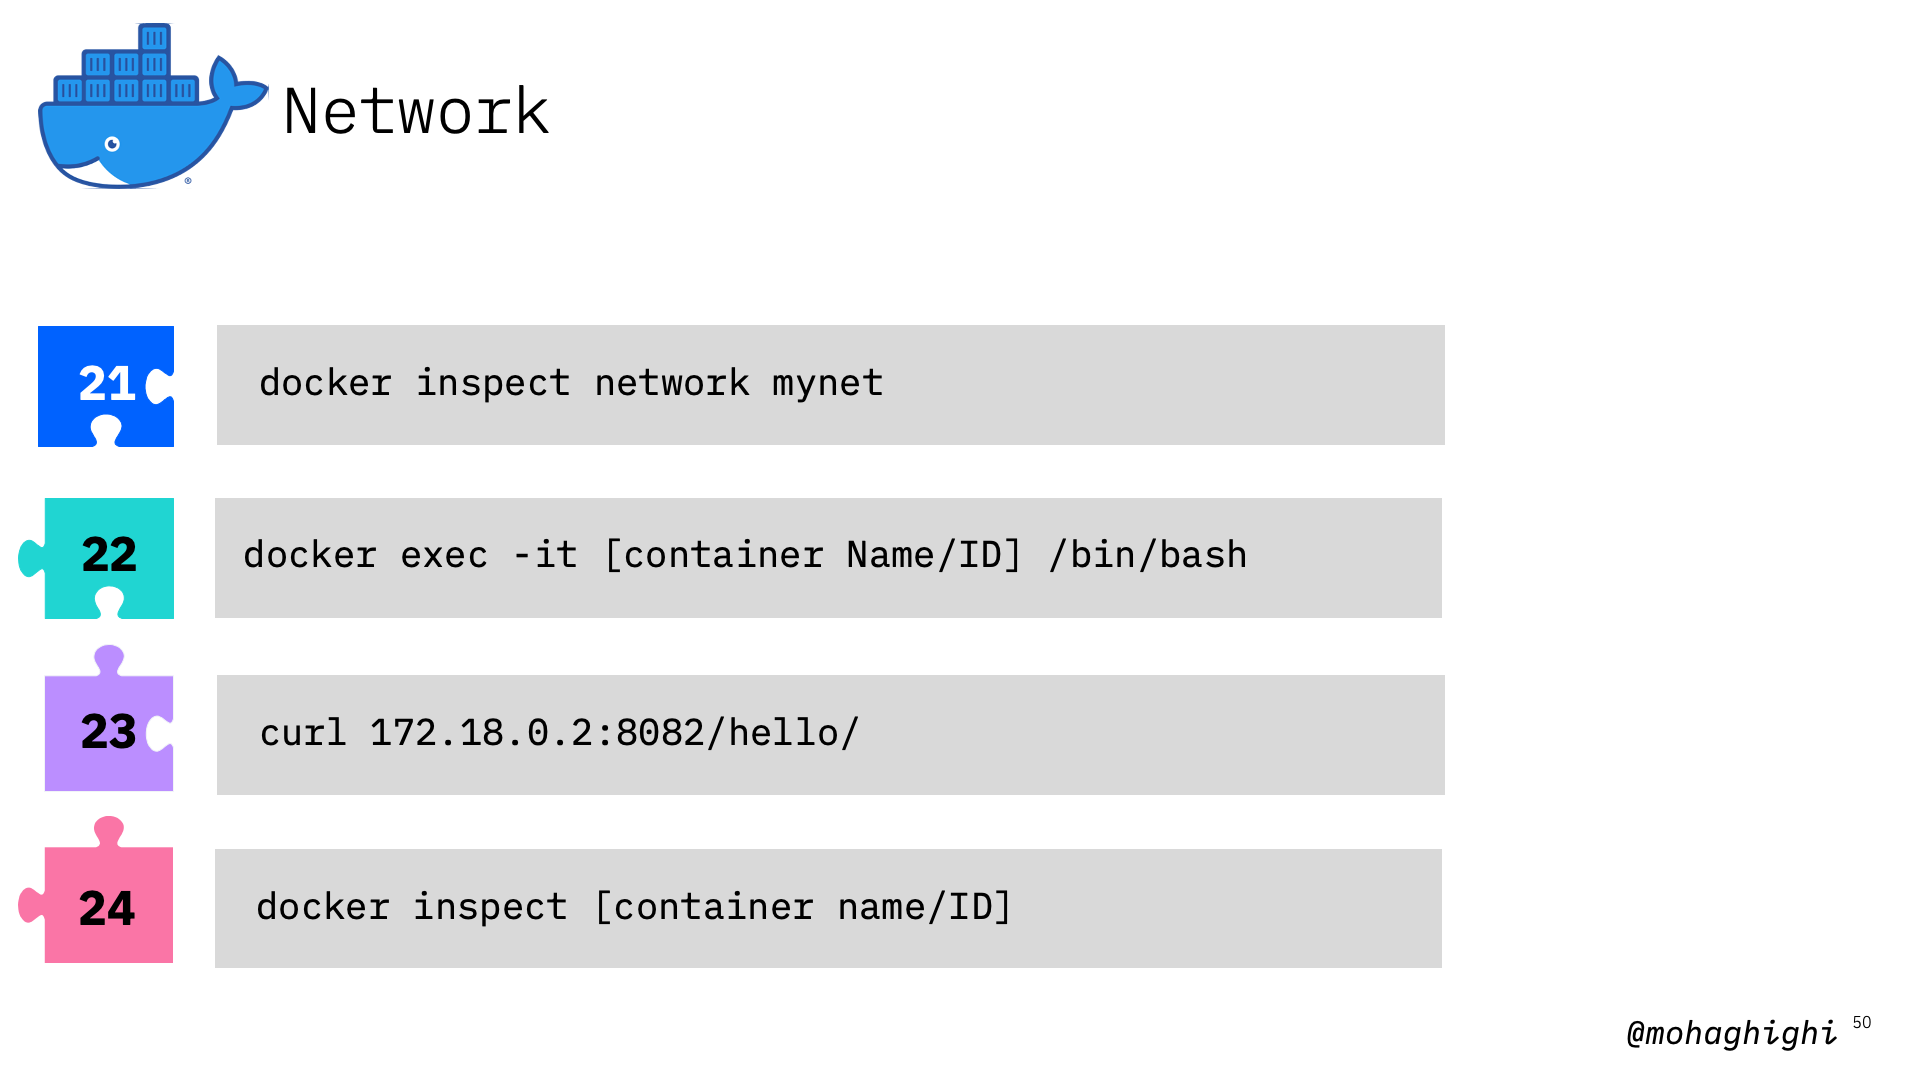 Network
21
docker inspect network mynet
22
docker exec -it [container Name/ID] /bin/bash
23
curl 172.18.0.2:8082/hello/
24
docker inspect [container name/ID]
@mohaghighi 50